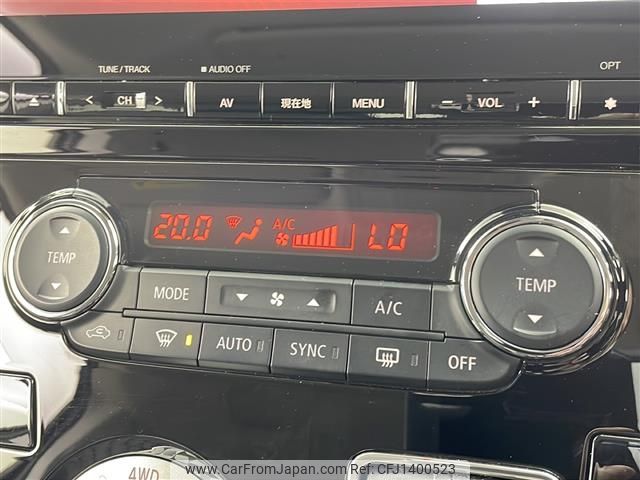 TUNE / TRACK AUDIO OFF OPT
< CH > AV 現在地 MENU − VOL +
20.0 A/C LO
TEMP TEMP
MODE A/C
AUTO SYNC OFF
4WD
www.CarFromJapan.com - Ref No CFJ1400523